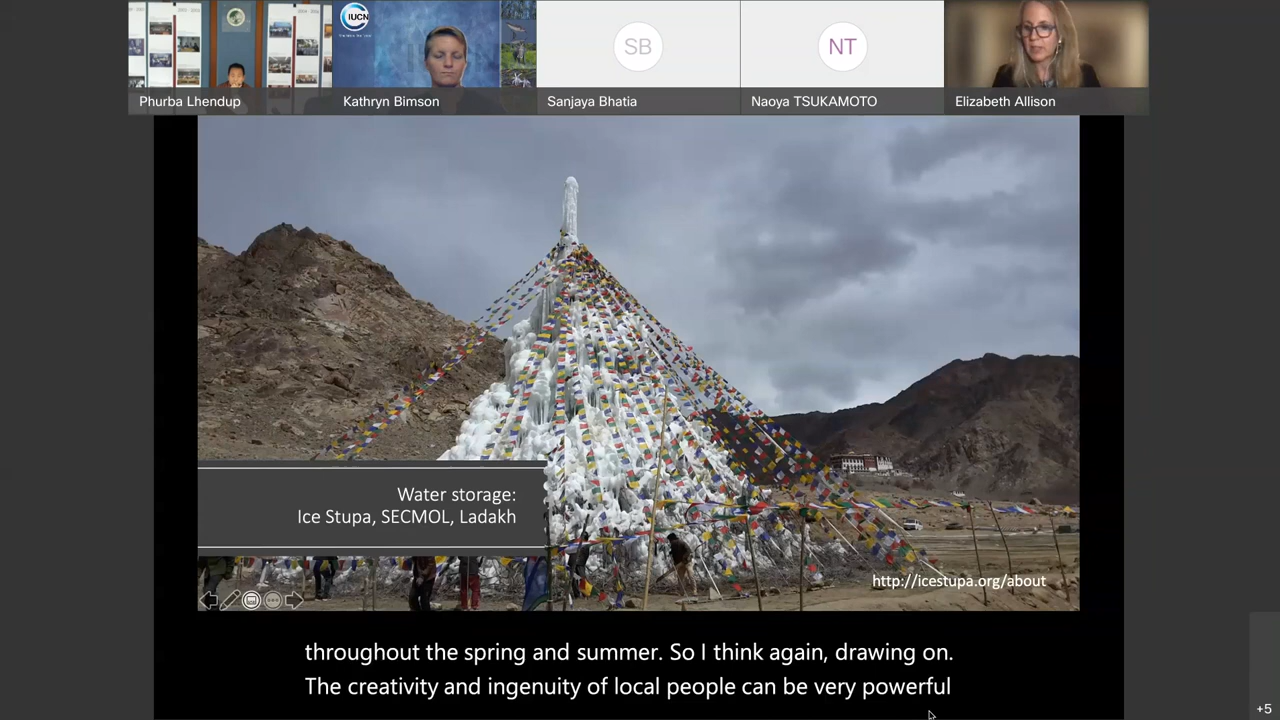 IUCN
SB
NT
Phurba Lhendup
Kathryn Bimson
Sanjaya Bhatia
Naoya TSUKAMOTO
Elizabeth Allison
Water storage:
Ice Stupa, SECMOL, Ladakh
http://icestupa.org/about
throughout the spring and summer. So I think again, drawing on.
The creativity and ingenuity of local people can be very powerful
+5